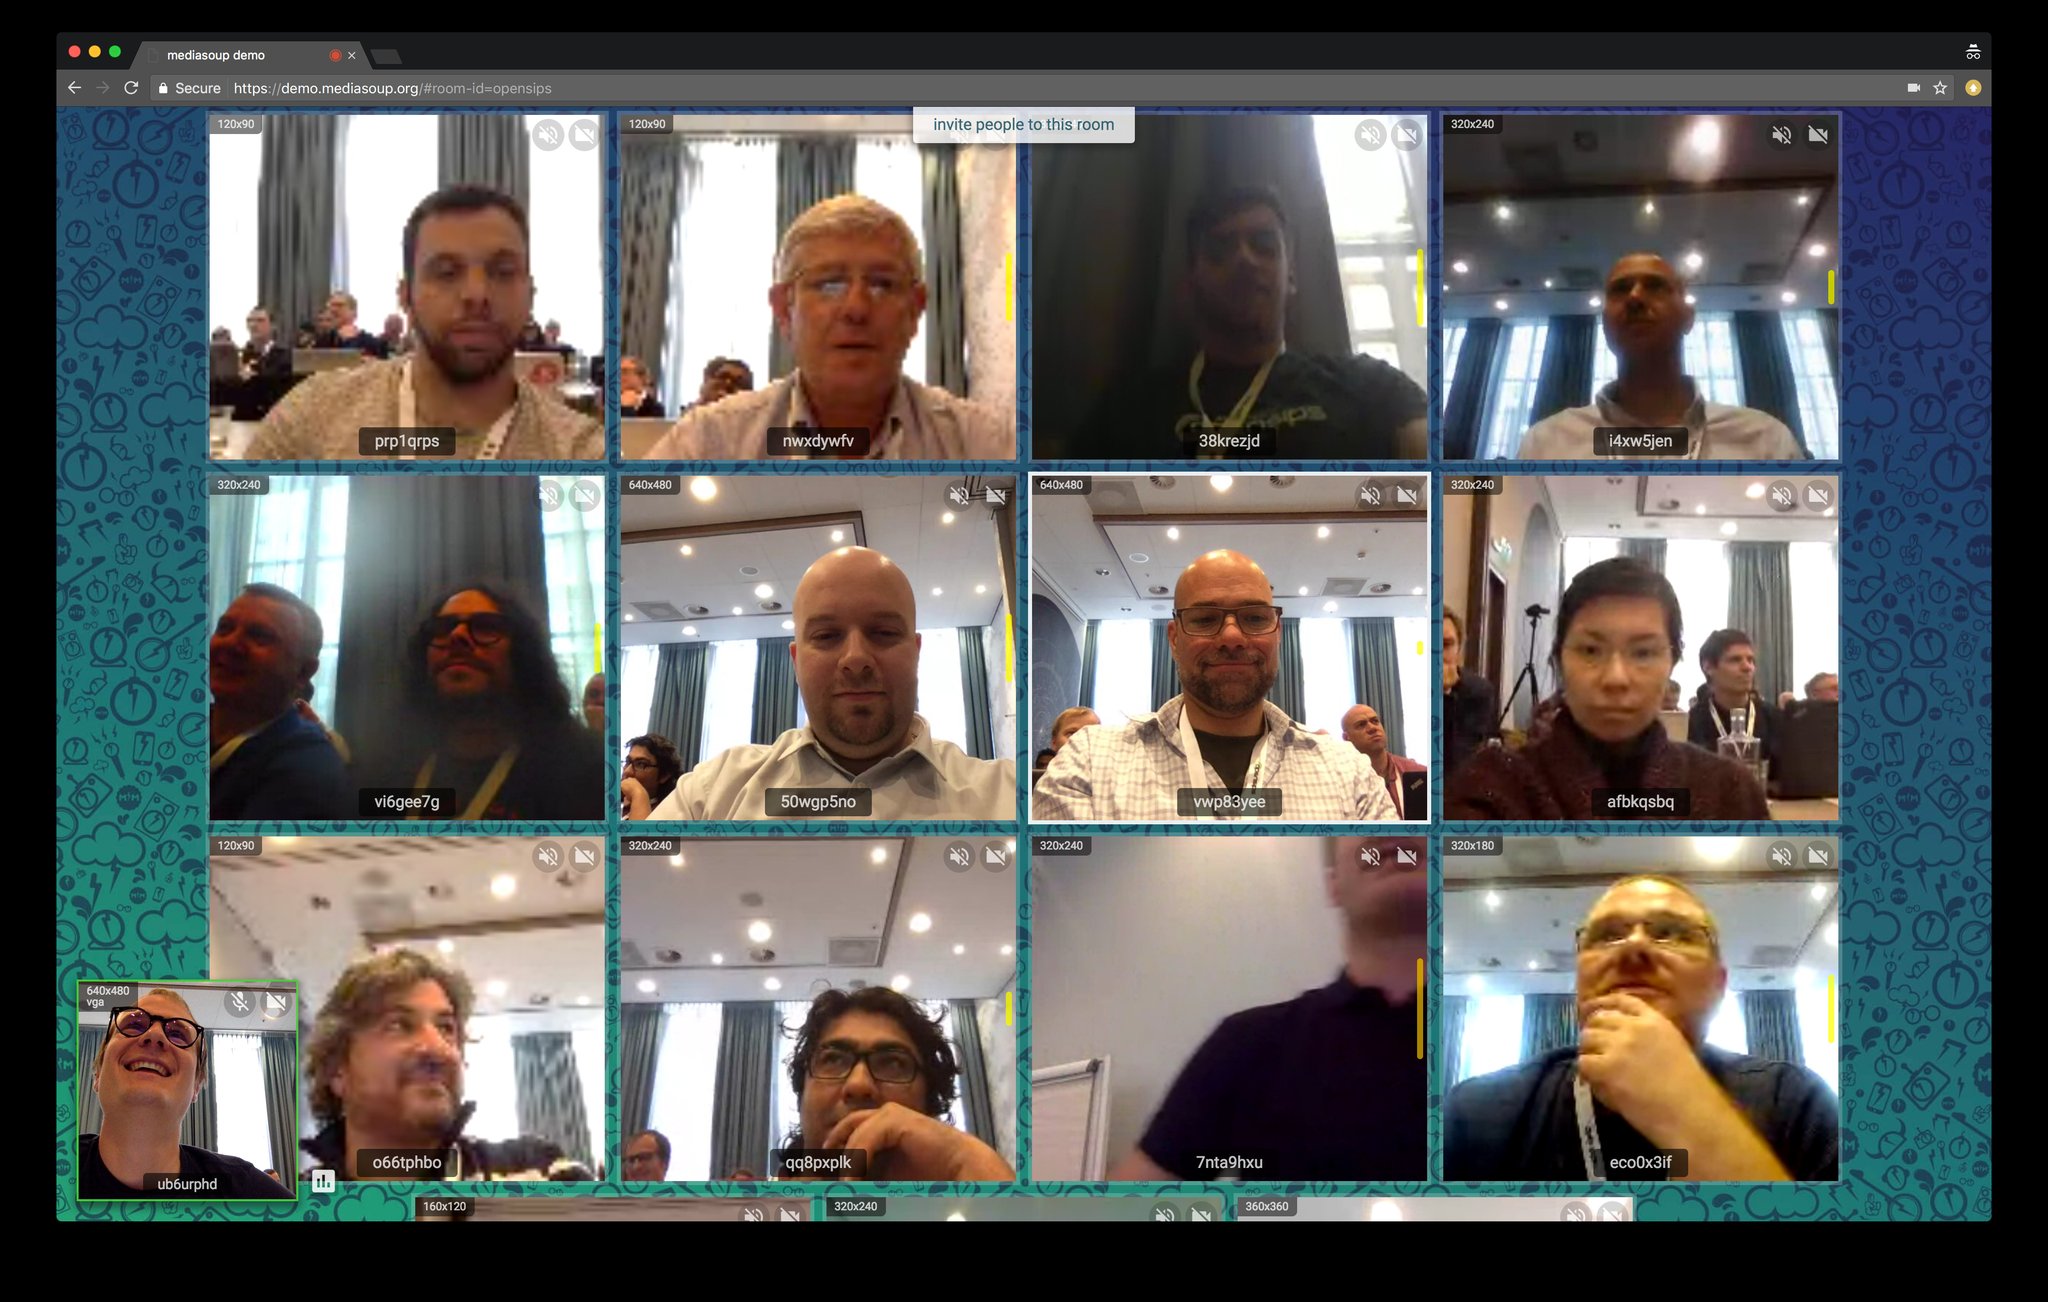 mediasoup demo
Secure https://demo.mediasoup.org/#room-id=opensips
invite people to this room
120x90
prp1qrps
120x90
nwxdywfv
38krezjd
320x240
i4xw5jen
320x240
vi6gee7g
640x480
50wgp5no
640x480
vwp83yee
320x240
afbkqsbq
120x90
o66tphbo
320x240
qq8pxplk
320x240
7nta9hxu
320x180
eco0x3if
640x480
vga
ub6urphd
160x120
320x240
360x360